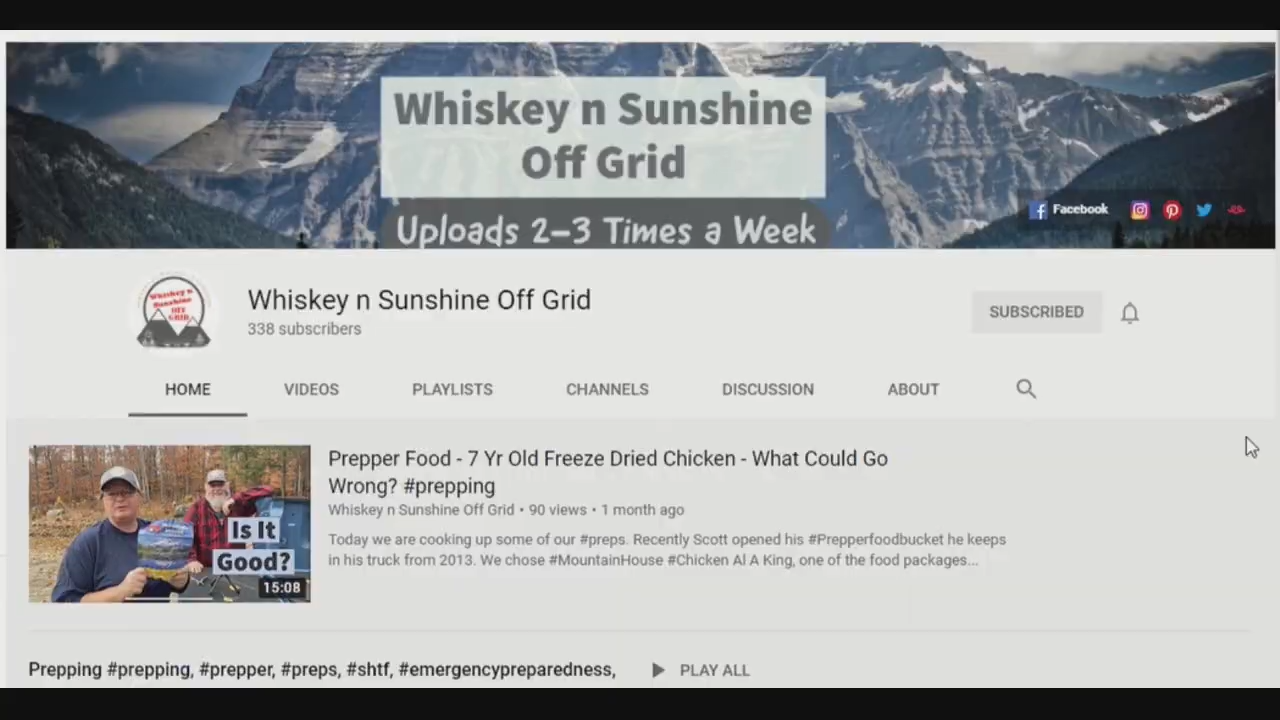 Whiskey n Sunshine
Off Grid
Uploads 2-3 Times a Week
Facebook
Whiskey n
Sunshine
OFF
GRID
Whiskey n Sunshine Off Grid
338 subscribers
SUBSCRIBED
HOME VIDEOS PLAYLISTS CHANNELS DISCUSSION ABOUT
Prepper Food - 7 Yr Old Freeze Dried Chicken - What Could Go
Wrong? #prepping
Whiskey n Sunshine Off Grid • 90 views • 1 month ago
Today we are cooking up some of our #preps. Recently Scott opened his #Prepperfoodbucket he keeps
in his truck from 2013. We chose #MountainHouse #Chicken Al A King, one of the food packages...
Is It
Good?
15:08
Prepping #prepping, #prepper, #preps, #shtf, #emergencypreparedness,
PLAY ALL